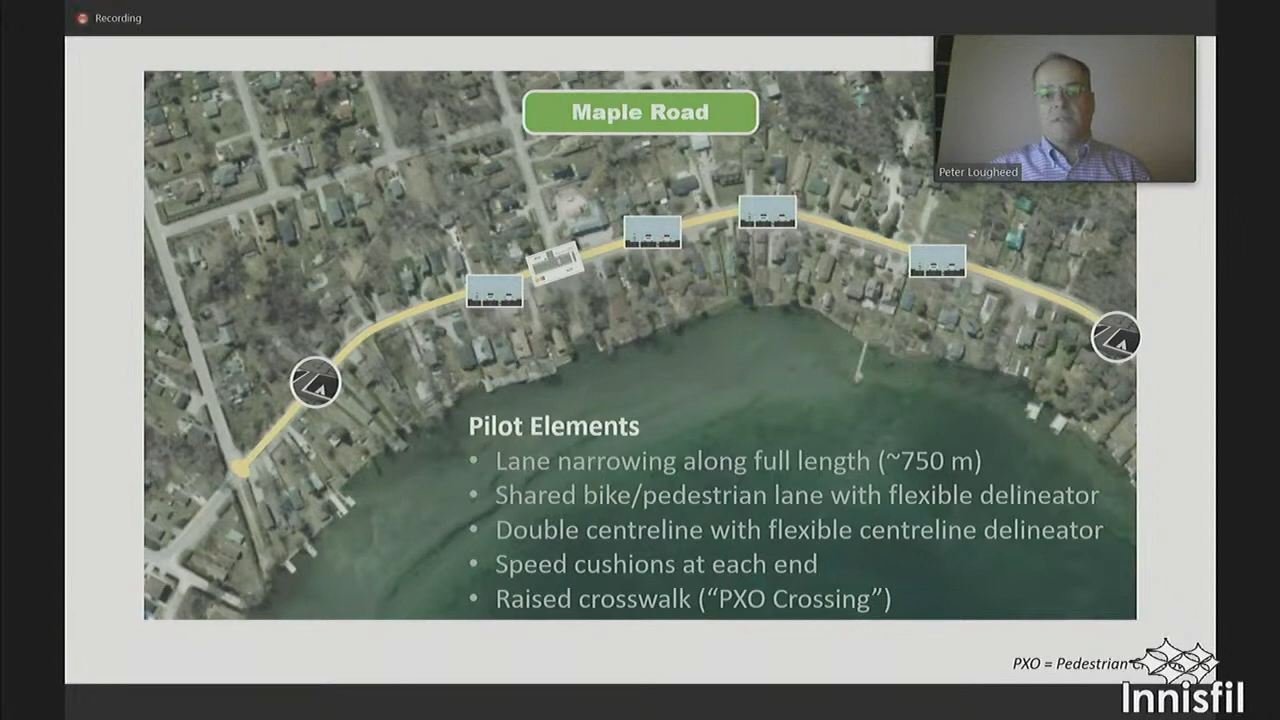 Recording
Maple Road
Peter Lougheed
Pilot Elements
• Lane narrowing along full length (~750 m)
• Shared bike/pedestrian lane with flexible delineator
• Double centreline with flexible centreline delineator
• Speed cushions at each end
• Raised crosswalk (“PXO Crossing”)
PXO = Pedestrian
Innisfil